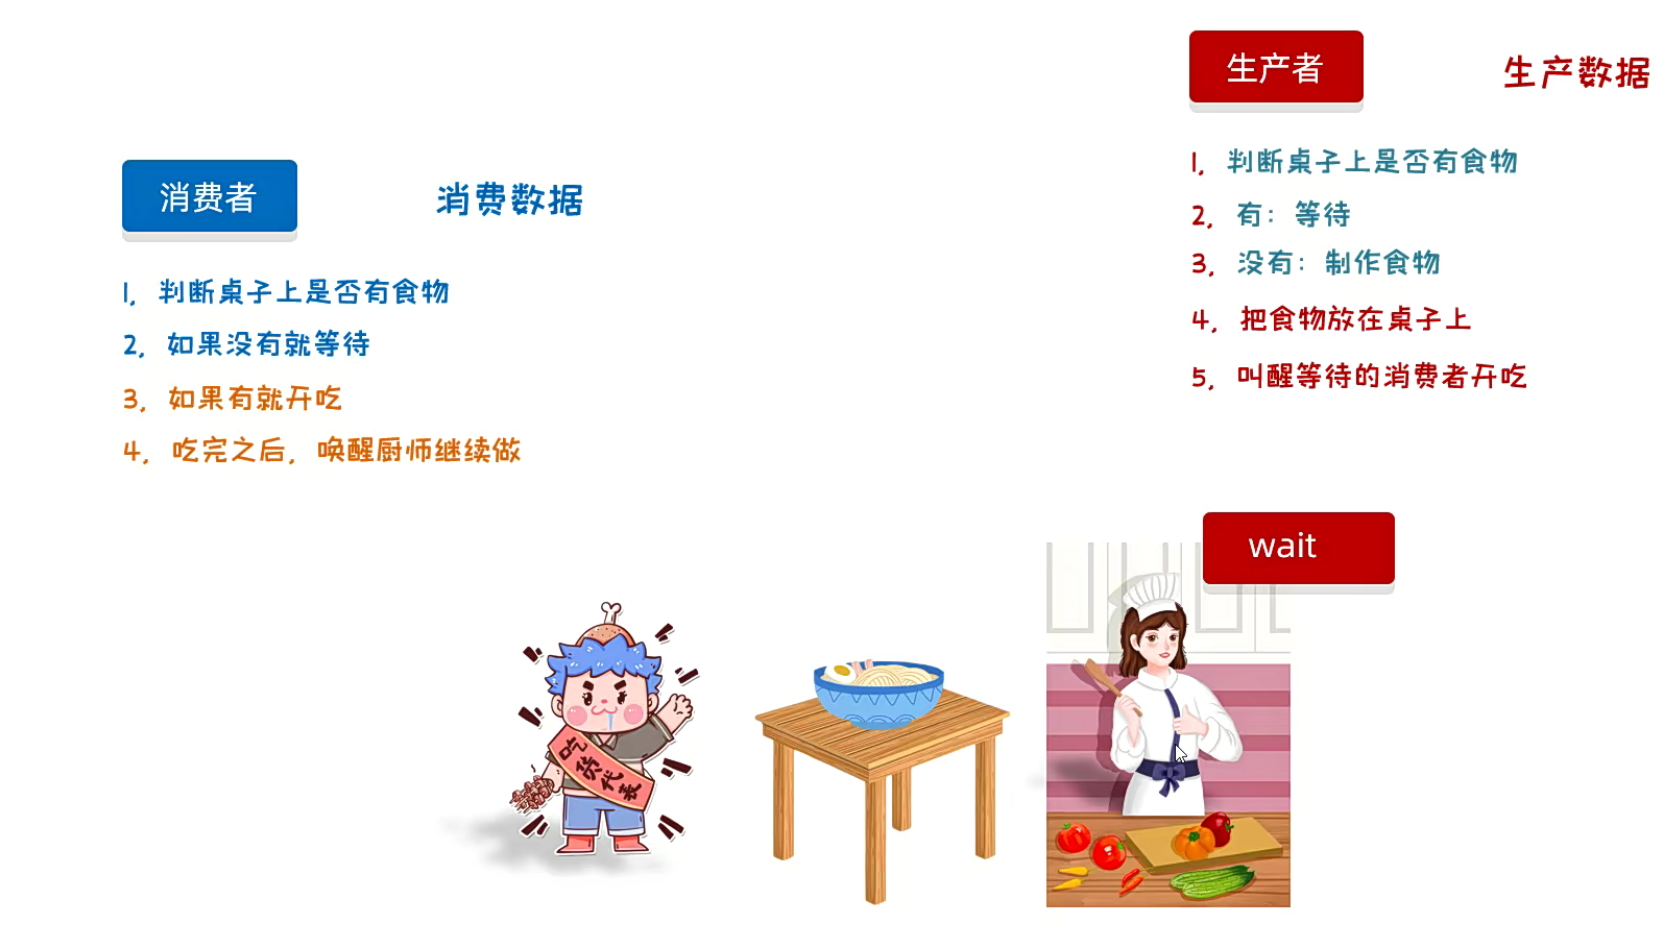 生产者
生产数据
1, 判断桌子上是否有食物
2, 有：等待
3, 没有：制作食物
4, 把食物放在桌子上
5, 叫醒等待的消费者开吃
消费者
消费数据
1, 判断桌子上是否有食物
2, 如果没有就等待
3, 如果有就开吃
4, 吃完之后，唤醒厨师继续做
wait
吃货代表